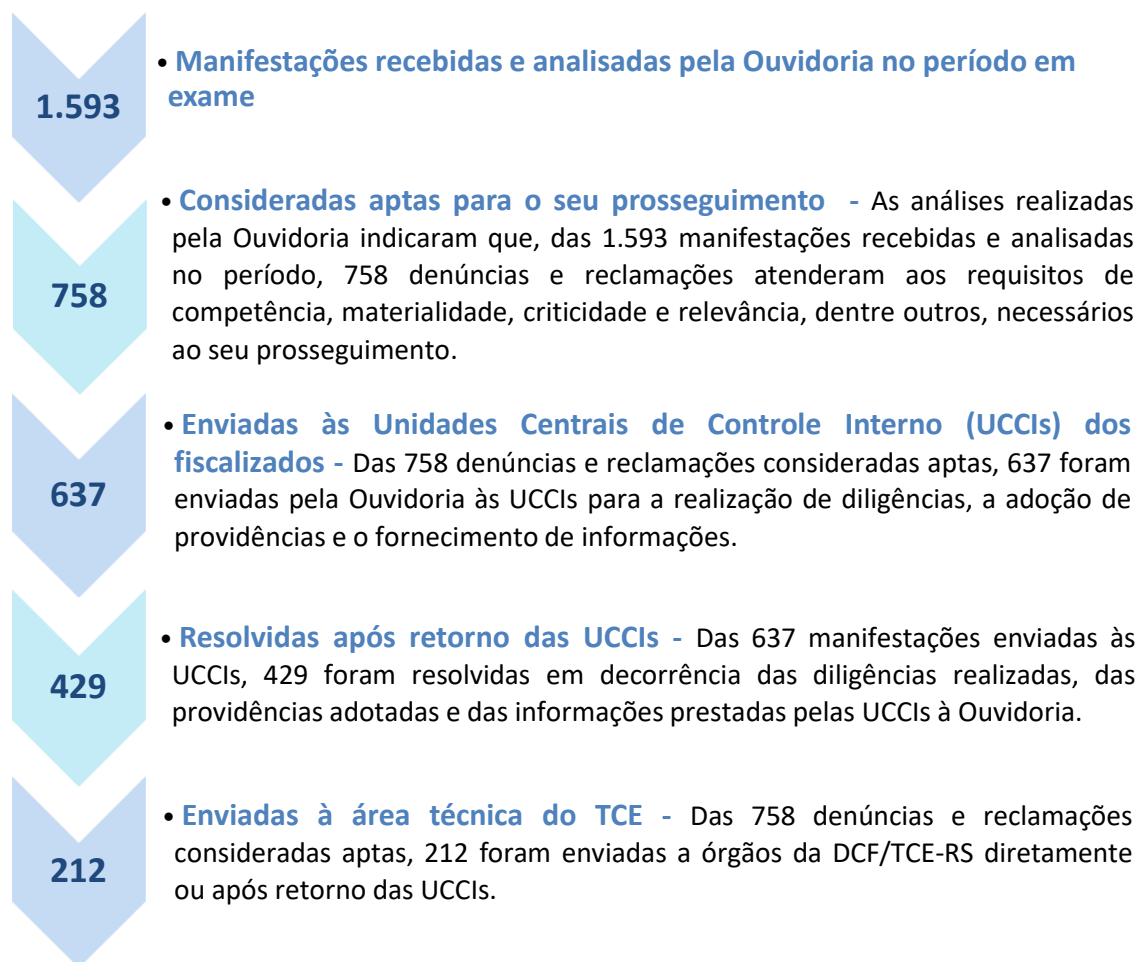 1.593
• Manifestações recebidas e analisadas pela Ouvidoria no período em
exame
758
• Consideradas aptas para o seu prosseguimento - As análises realizadas
pela Ouvidoria indicaram que, das 1.593 manifestações recebidas e analisadas
no período, 758 denúncias e reclamações atenderam aos requisitos de
competência, materialidade, criticidade e relevância, dentre outros, necessários
ao seu prosseguimento.
637
• Enviadas às Unidades Centrais de Controle Interno (UCCIs) dos
fiscalizados - Das 758 denúncias e reclamações consideradas aptas, 637 foram
enviadas pela Ouvidoria às UCCIs para a realização de diligências, a adoção de
providências e o fornecimento de informações.
429
• Resolvidas após retorno das UCCIs - Das 637 manifestações enviadas às
UCCIs, 429 foram resolvidas em decorrência das diligências realizadas, das
providências adotadas e das informações prestadas pelas UCCIs à Ouvidoria.
212
• Enviadas à área técnica do TCE - Das 758 denúncias e reclamações
consideradas aptas, 212 foram enviadas a órgãos da DCF/TCE-RS diretamente
ou após retorno das UCCIs.